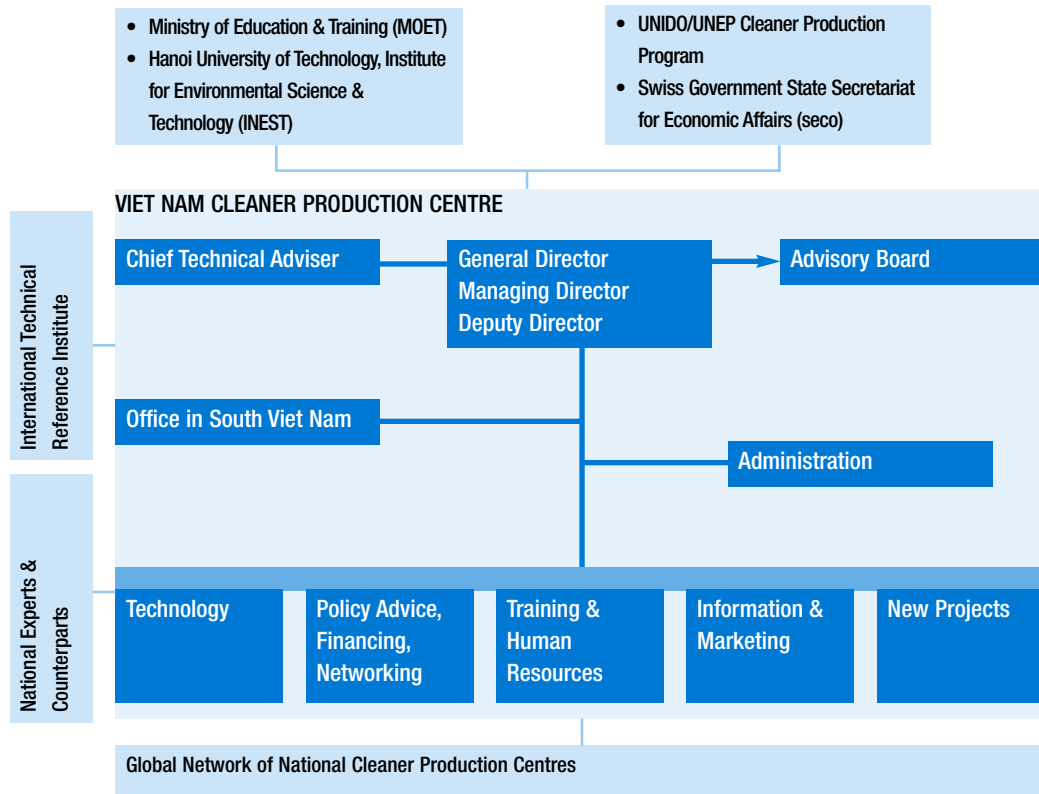 • Ministry of Education & Training (MOET)
• Hanoi University of Technology, Institute
for Environmental Science &
Technology (INEST)
• UNIDO/UNEP Cleaner Production
Program
• Swiss Government State Secretariat
for Economic Affairs (seco)
VIET NAM CLEANER PRODUCTION CENTRE
International Technical
Reference Institute
Chief Technical Adviser
General Director
Managing Director
Deputy Director
Advisory Board
Office in South Viet Nam
Administration
National Experts &
Counterparts
Technology
Policy Advice,
Financing,
Networking
Training &
Human
Resources
Information &
Marketing
New Projects
Global Network of National Cleaner Production Centres